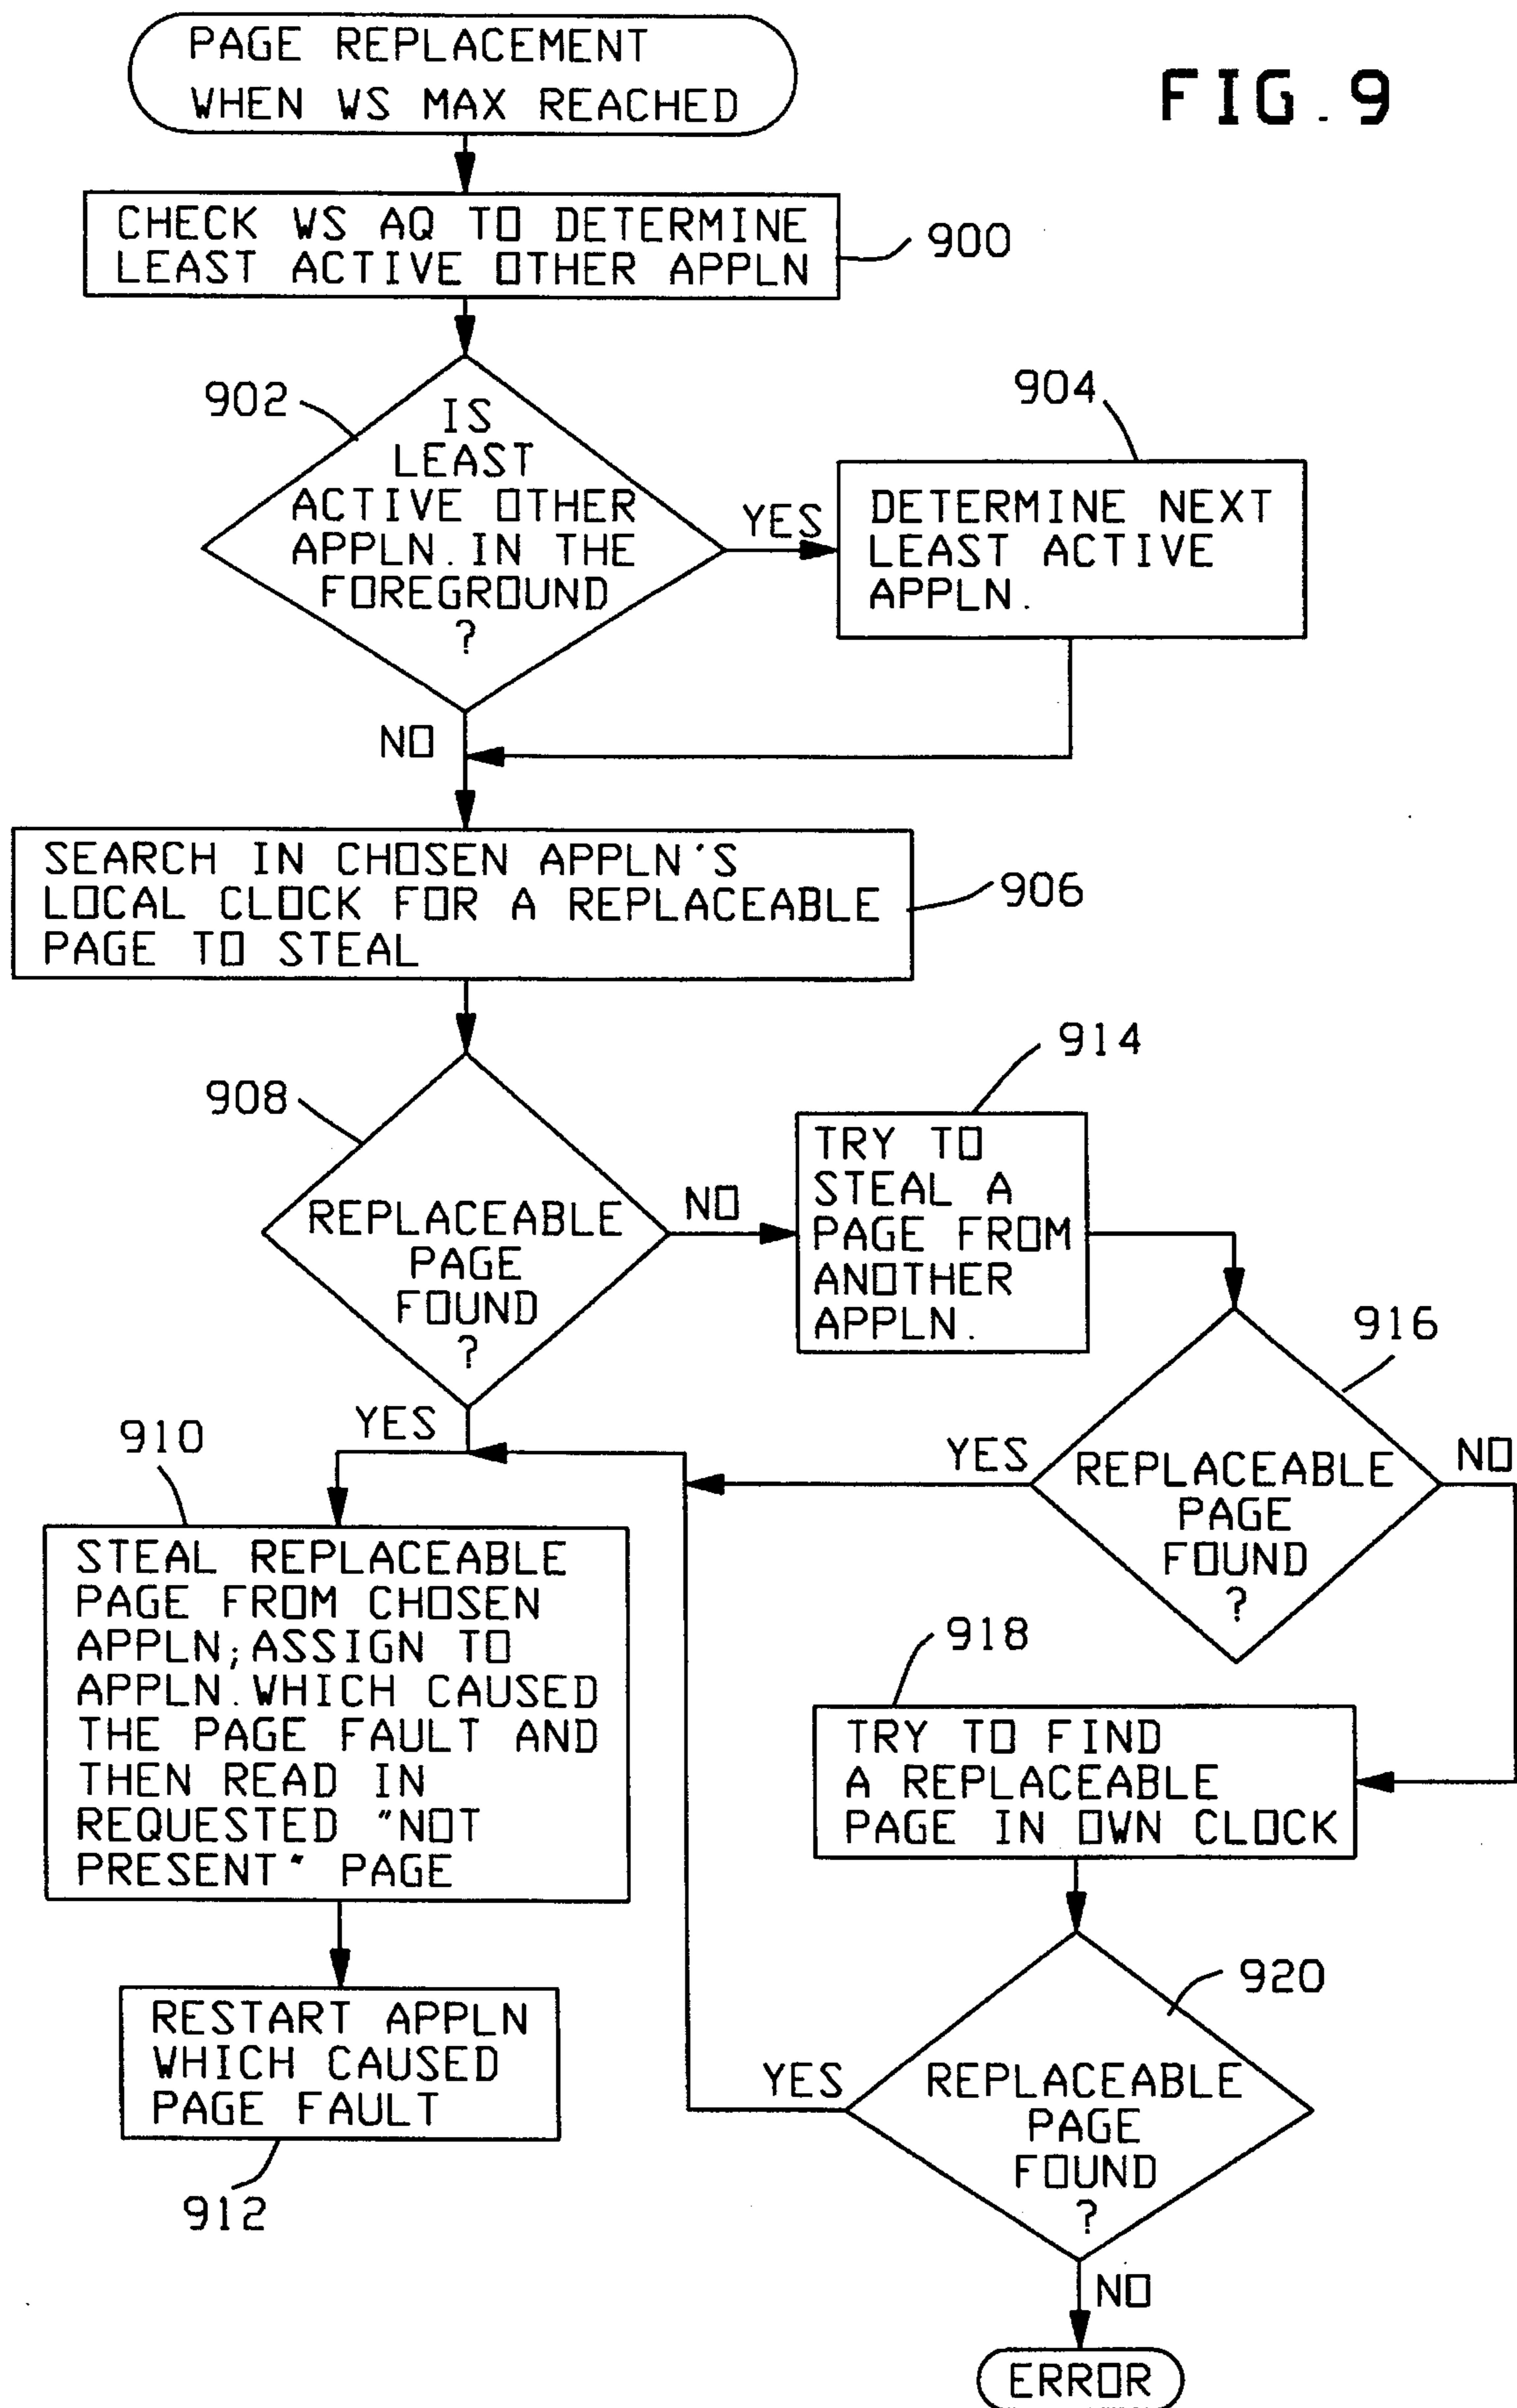 PAGE REPLACEMENT
WHEN WS MAX REACHED
FIG. 9
CHECK WS AQ TO DETERMINE
LEAST ACTIVE OTHER APPLN
900
902
IS
LEAST
ACTIVE OTHER
APPLN. IN THE
FOREGROUND
?
YES
904
DETERMINE NEXT
LEAST ACTIVE
APPLN.
NO
SEARCH IN CHOSEN APPLN'S
LOCAL CLOCK FOR A REPLACEABLE
PAGE TO STEAL
906
908
REPLACEABLE
PAGE
FOUND
?
NO
914
TRY TO
STEAL A
PAGE FROM
ANOTHER
APPLN.
916
REPLACEABLE
PAGE
FOUND
?
YES
NO
YES
910
STEAL REPLACEABLE
PAGE FROM CHOSEN
APPLN; ASSIGN TO
APPLN. WHICH CAUSED
THE PAGE FAULT AND
THEN READ IN
REQUESTED "NOT
PRESENT" PAGE
918
TRY TO FIND
A REPLACEABLE
PAGE IN OWN CLOCK
RESTART APPLN
WHICH CAUSED
PAGE FAULT
912
920
YES
REPLACEABLE
PAGE
FOUND
?
NO
ERROR